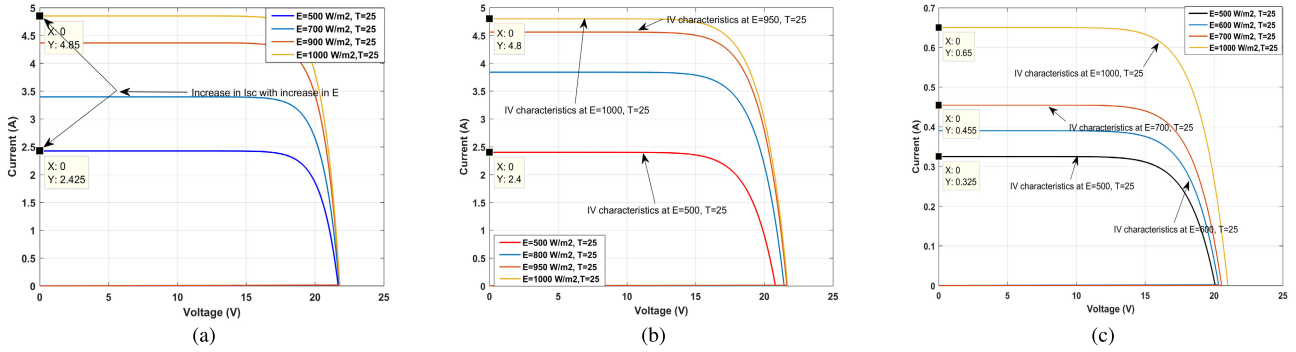 5
4.5
4
3.5
3
2.5
2
1.5
1
0.5
0
Current (A)
X: 0
Y: 4.85
X: 0
Y: 2.425
Increase in Isc with increase in E
E=500 W/m2, T=25
E=700 W/m2, T=25
E=900 W/m2, T=25
E=1000 W/m2,T=25
0 5 10 15 20 25
Voltage (V)
(a)
5
4.5
4
3.5
3
2.5
2
1.5
1
0.5
0
Current (A)
X: 0
Y: 4.8
X: 0
Y: 2.4
IV characteristics at E=950, T=25
IV characteristics at E=1000, T=25
IV characteristics at E=500, T=25
E=500 W/m2, T=25
E=800 W/m2, T=25
E=950 W/m2, T=25
E=1000 W/m2,T=25
0 5 10 15 20 25
Voltage (V)
(b)
0.7
0.6
0.5
0.4
0.3
0.2
0.1
0
Current (A)
X: 0
Y: 0.65
X: 0
Y: 0.455
X: 0
Y: 0.325
E=500 W/m2, T=25
E=600 W/m2, T=25
E=700 W/m2, T=25
E=1000 W/m2,T=25
IV characteristics at E=1000, T=25
IV characteristics at E=700, T=25
IV characteristics at E=500, T=25
IV characteristics at E=600, T=25
0 5 10 15 20 25
Voltage (V)
(c)